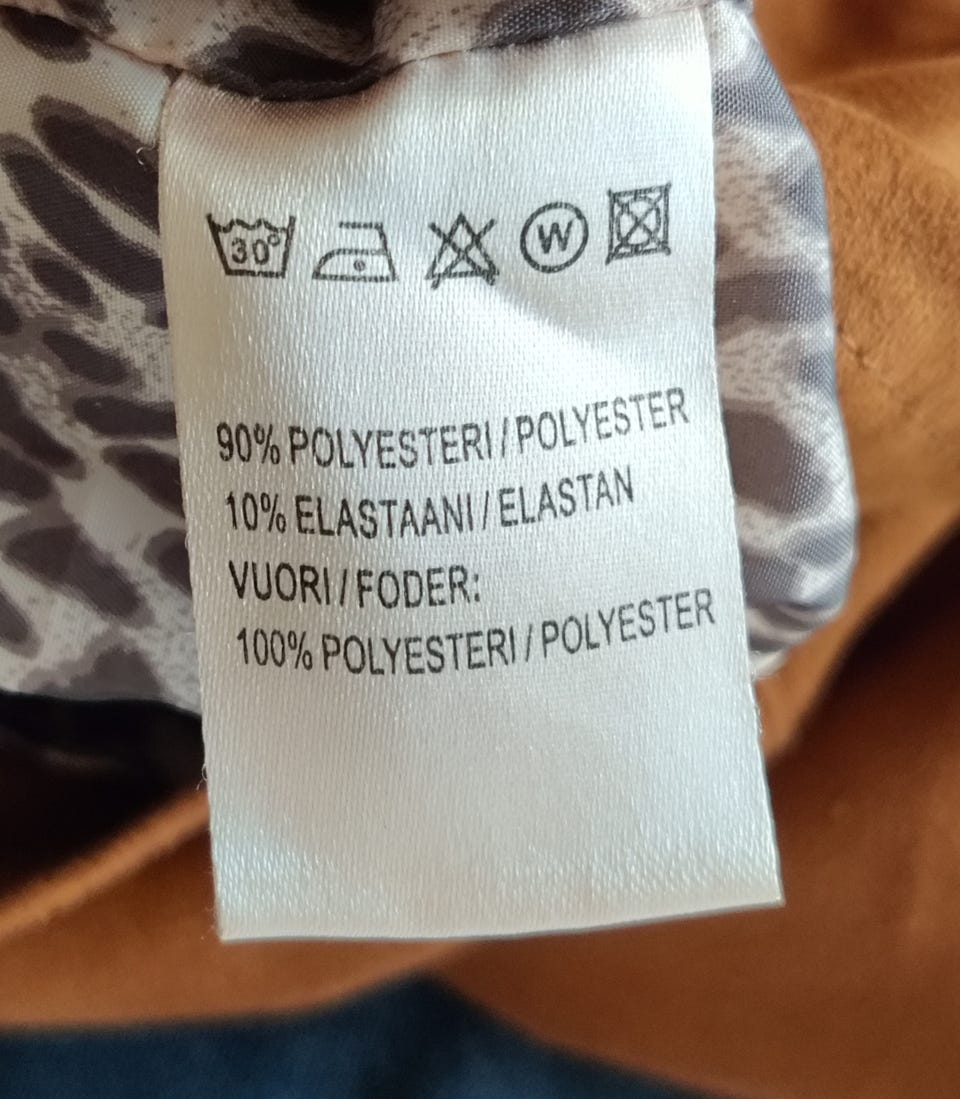 30° W
90% POLYESTERI / POLYESTER
10% ELASTAANI / ELASTAN
VUORI / FODER:
100% POLYESTERI / POLYESTER